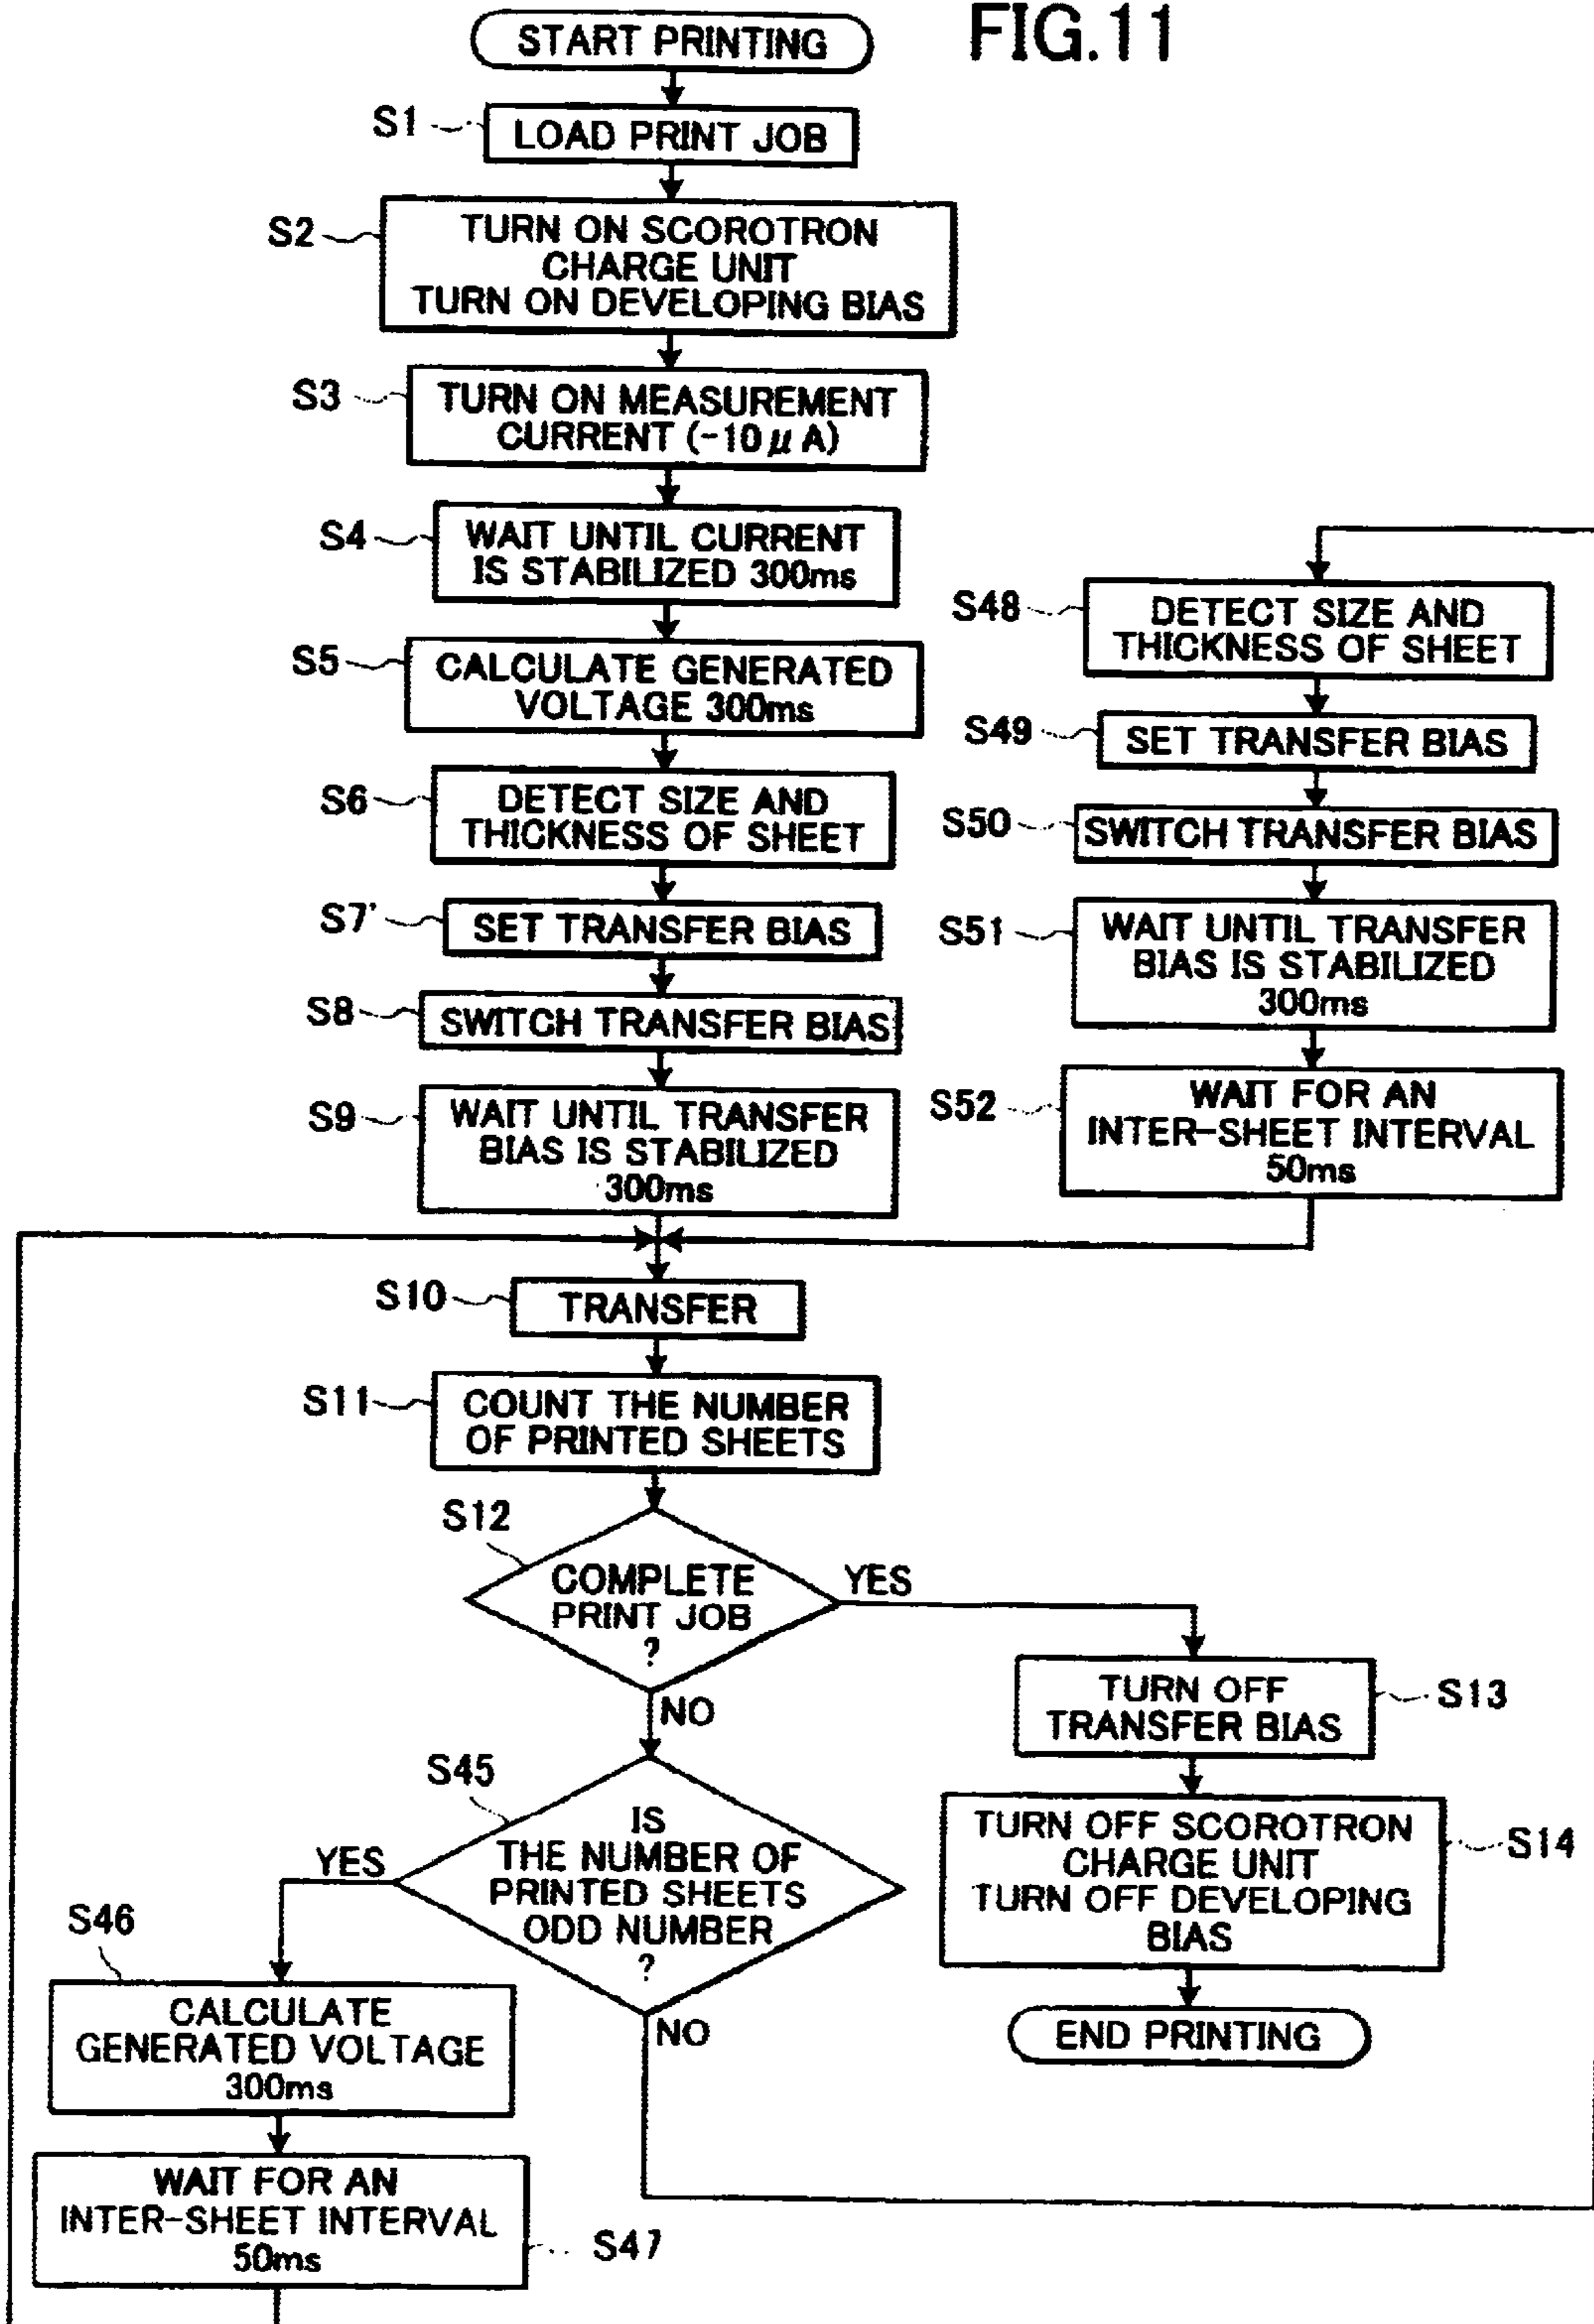 FIG.11
START PRINTING
S1
LOAD PRINT JOB
S2
TURN ON SCOROTRON
CHARGE UNIT
TURN ON DEVELOPING BIAS
S3
TURN ON MEASUREMENT
CURRENT (-10μA)
S4
WAIT UNTIL CURRENT
IS STABILIZED 300ms
S5
CALCULATE GENERATED
VOLTAGE 300ms
S6
DETECT SIZE AND
THICKNESS OF SHEET
S7'
SET TRANSFER BIAS
S8
SWITCH TRANSFER BIAS
S9
WAIT UNTIL TRANSFER
BIAS IS STABILIZED
300ms
S48
DETECT SIZE AND
THICKNESS OF SHEET
S49
SET TRANSFER BIAS
S50
SWITCH TRANSFER BIAS
S51
WAIT UNTIL TRANSFER
BIAS IS STABILIZED
300ms
S52
WAIT FOR AN
INTER-SHEET INTERVAL
50ms
S10
TRANSFER
S11
COUNT THE NUMBER
OF PRINTED SHEETS
S12
COMPLETE
PRINT JOB
?
YES
NO
S13
TURN OFF
TRANSFER BIAS
S14
TURN OFF SCOROTRON
CHARGE UNIT
TURN OFF DEVELOPING
BIAS
END PRINTING
S45
IS
THE NUMBER OF
PRINTED SHEETS
ODD NUMBER
?
YES
NO
S46
CALCULATE
GENERATED VOLTAGE
300ms
S47
WAIT FOR AN
INTER-SHEET INTERVAL
50ms